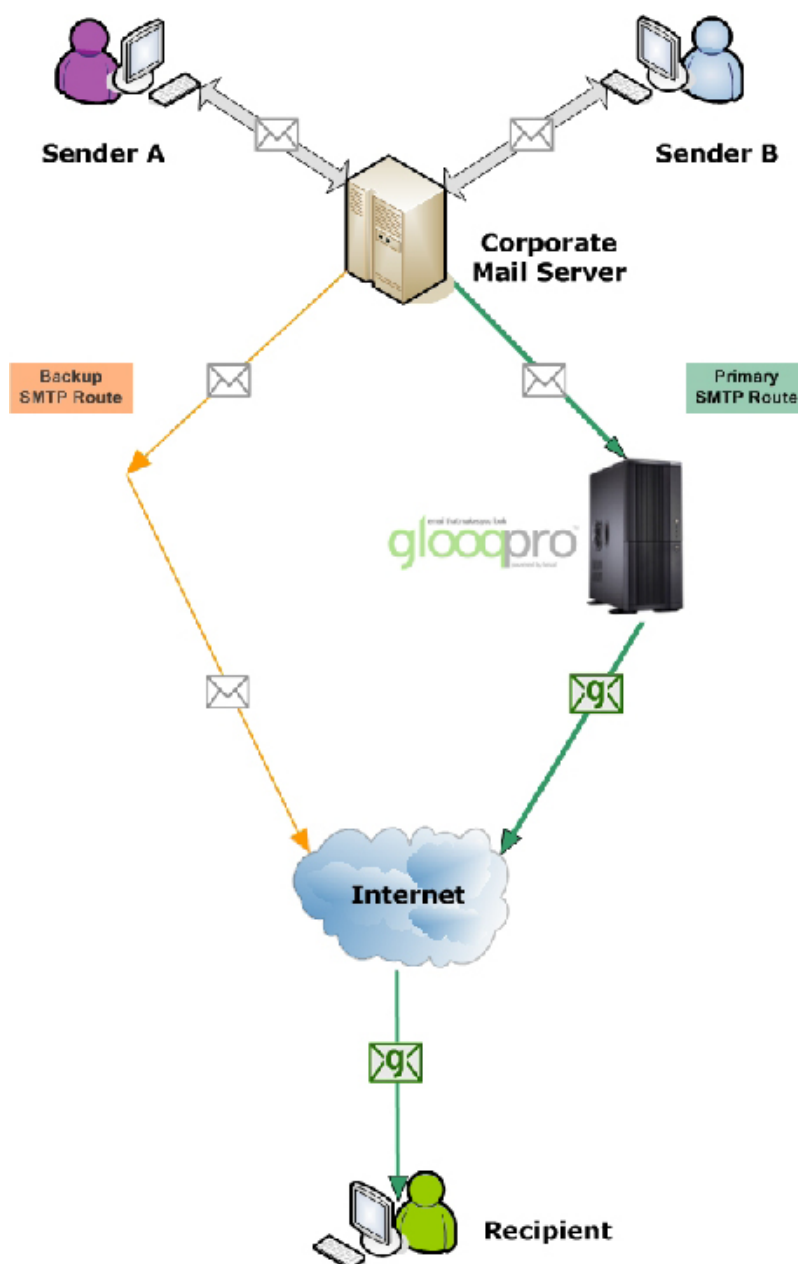 Sender A
Sender B
Corporate
Mail Server
Backup
SMTP Route
Primary
SMTP Route
glooqpro
g
Internet
g
Recipient